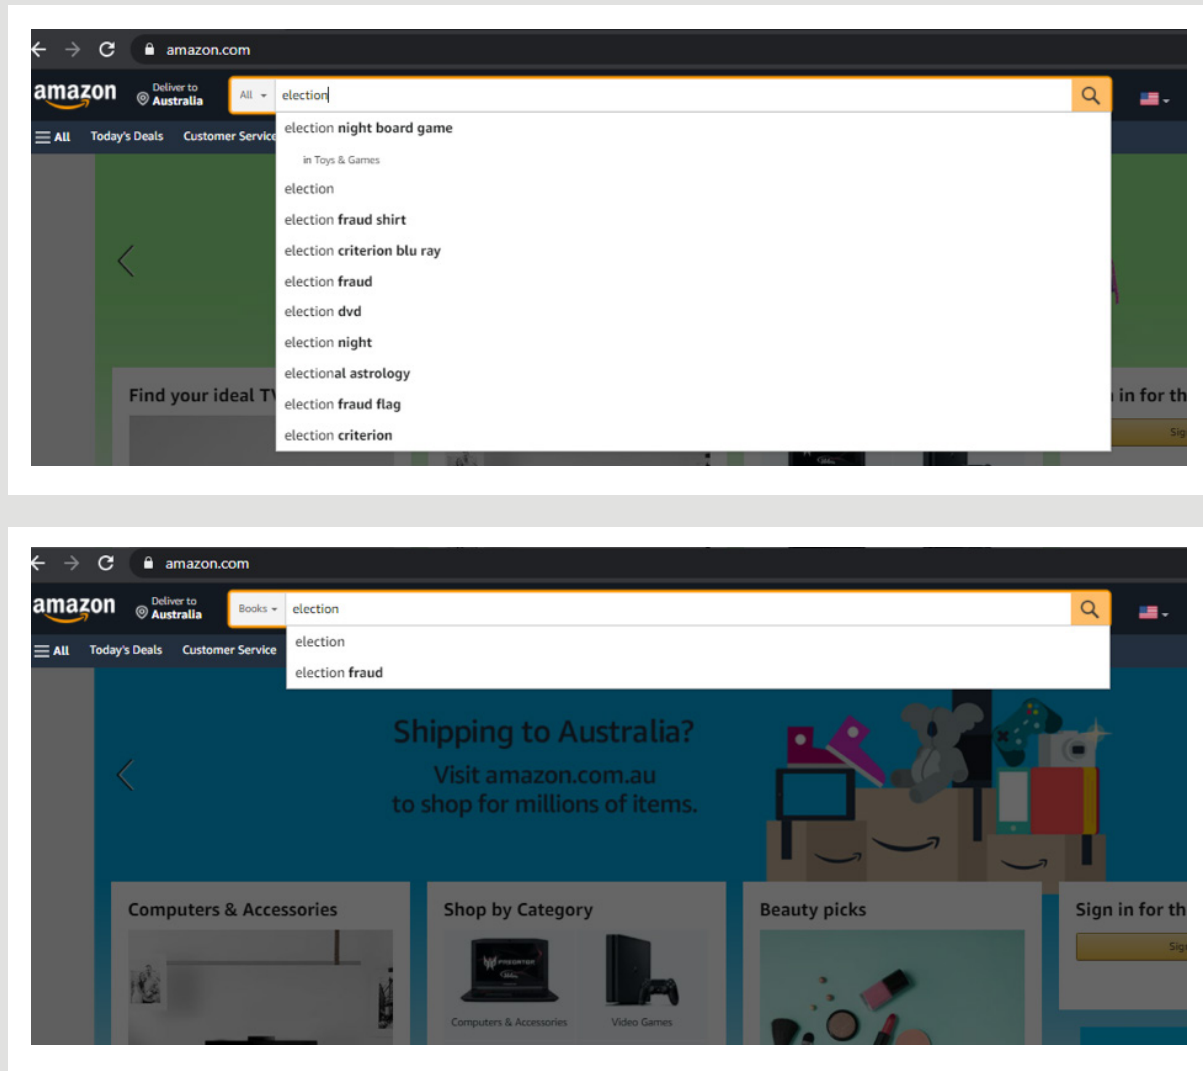 amazon.com
amazon
Deliver to
Australia
All
election
All
Today's Deals
Customer Service
election night board game
in Toys & Games
election
election fraud shirt
election criterion blu ray
election fraud
election dvd
election night
electional astrology
election fraud flag
election criterion
Find your ideal TV
in for th
Sig
amazon.com
amazon
Deliver to
Australia
Books
election
All
Today's Deals
Customer Service
election
election fraud
Shipping to Australia?
Visit amazon.com.au
to shop for millions of items.
Computers & Accessories
Shop by Category
Beauty picks
Sign in for th
Sig
PREDATOR
Computers & Accessories
Video Games